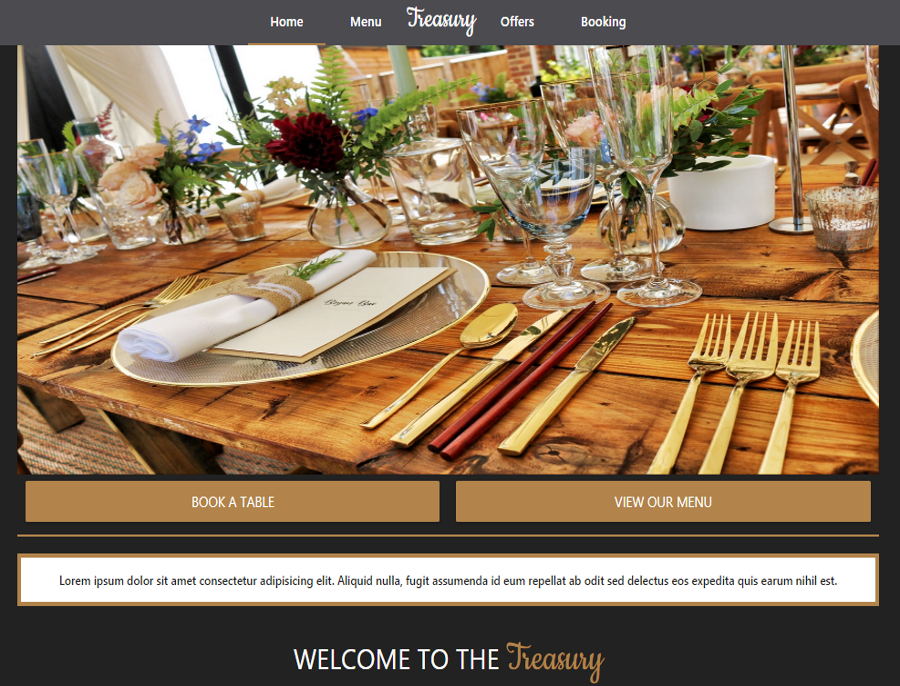 Home Menu Treasury Offers Booking
BOOK A TABLE VIEW OUR MENU
Lorem ipsum dolor sit amet consectetur adipisicing elit. Aliquid nulla, fugit assumenda id eum repellat ab odit sed delectus eos expedita quis earum nihil est.
WELCOME TO THE Treasury